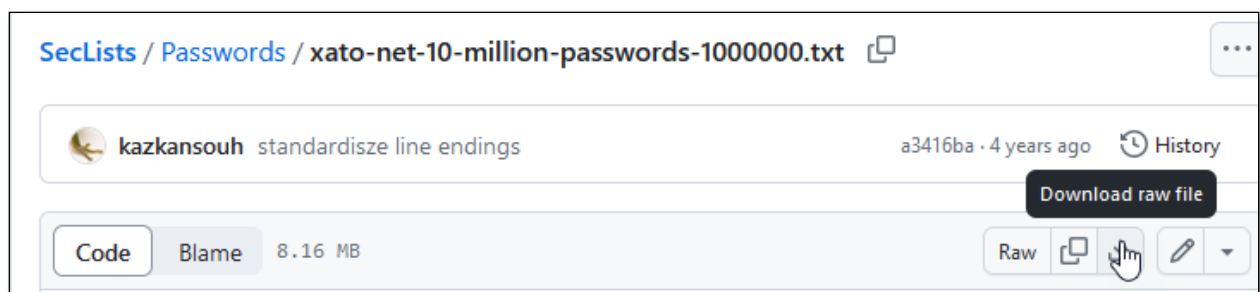 SecLists / Passwords / xato-net-10-million-passwords-1000000.txt
kazkansouh standardisze line endings a3416ba · 4 years ago History
Download raw file
Code Blame 8.16 MB Raw